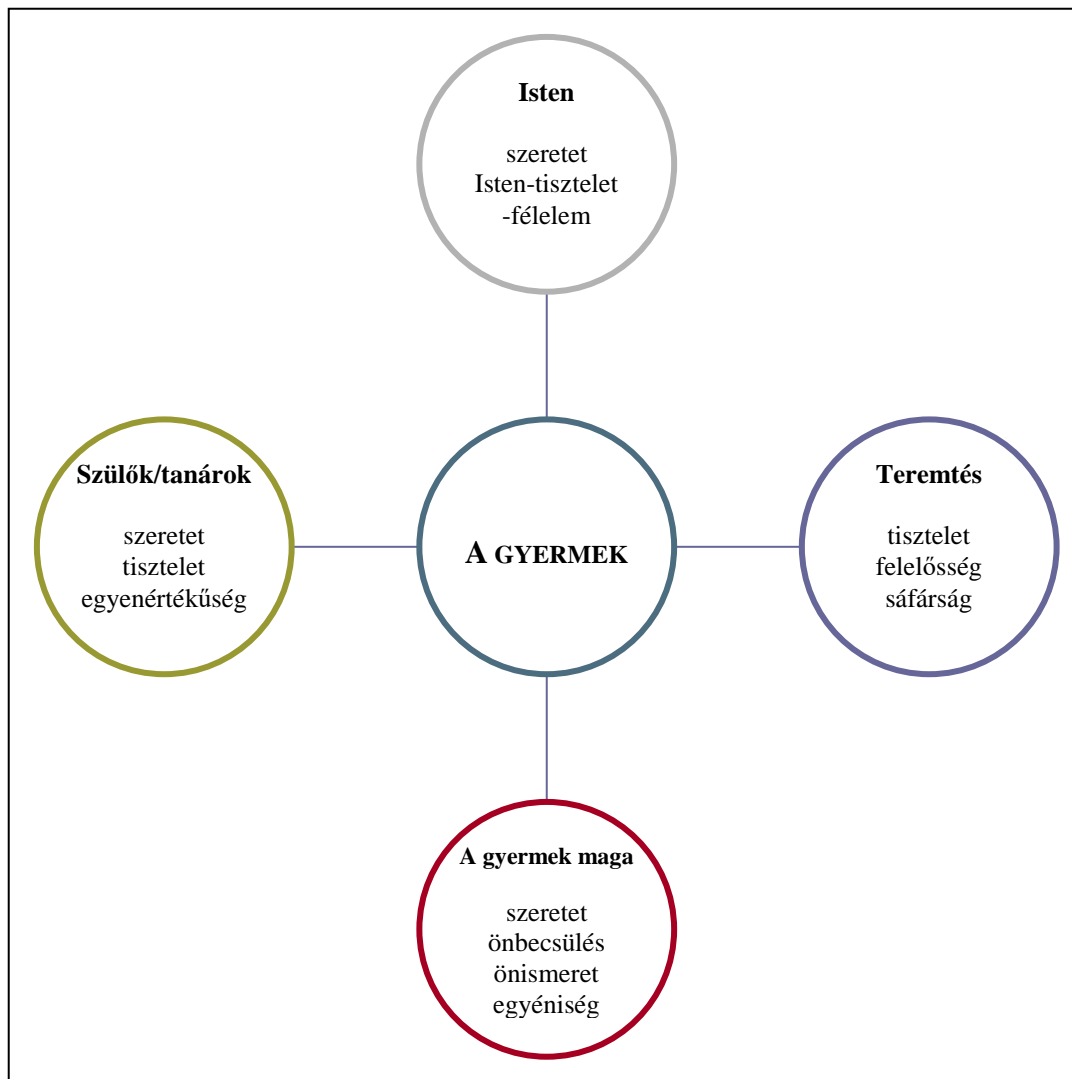 Isten
szeretet
Isten-tisztelet
-félelem
Szülők/tanárok
szeretet
tisztelet
egyenértékűség
A GYERMEK
Teremtés
tisztelet
felelősség
sáfárság
A gyermek maga
szeretet
önbecsülés
önismeret
egyéniség